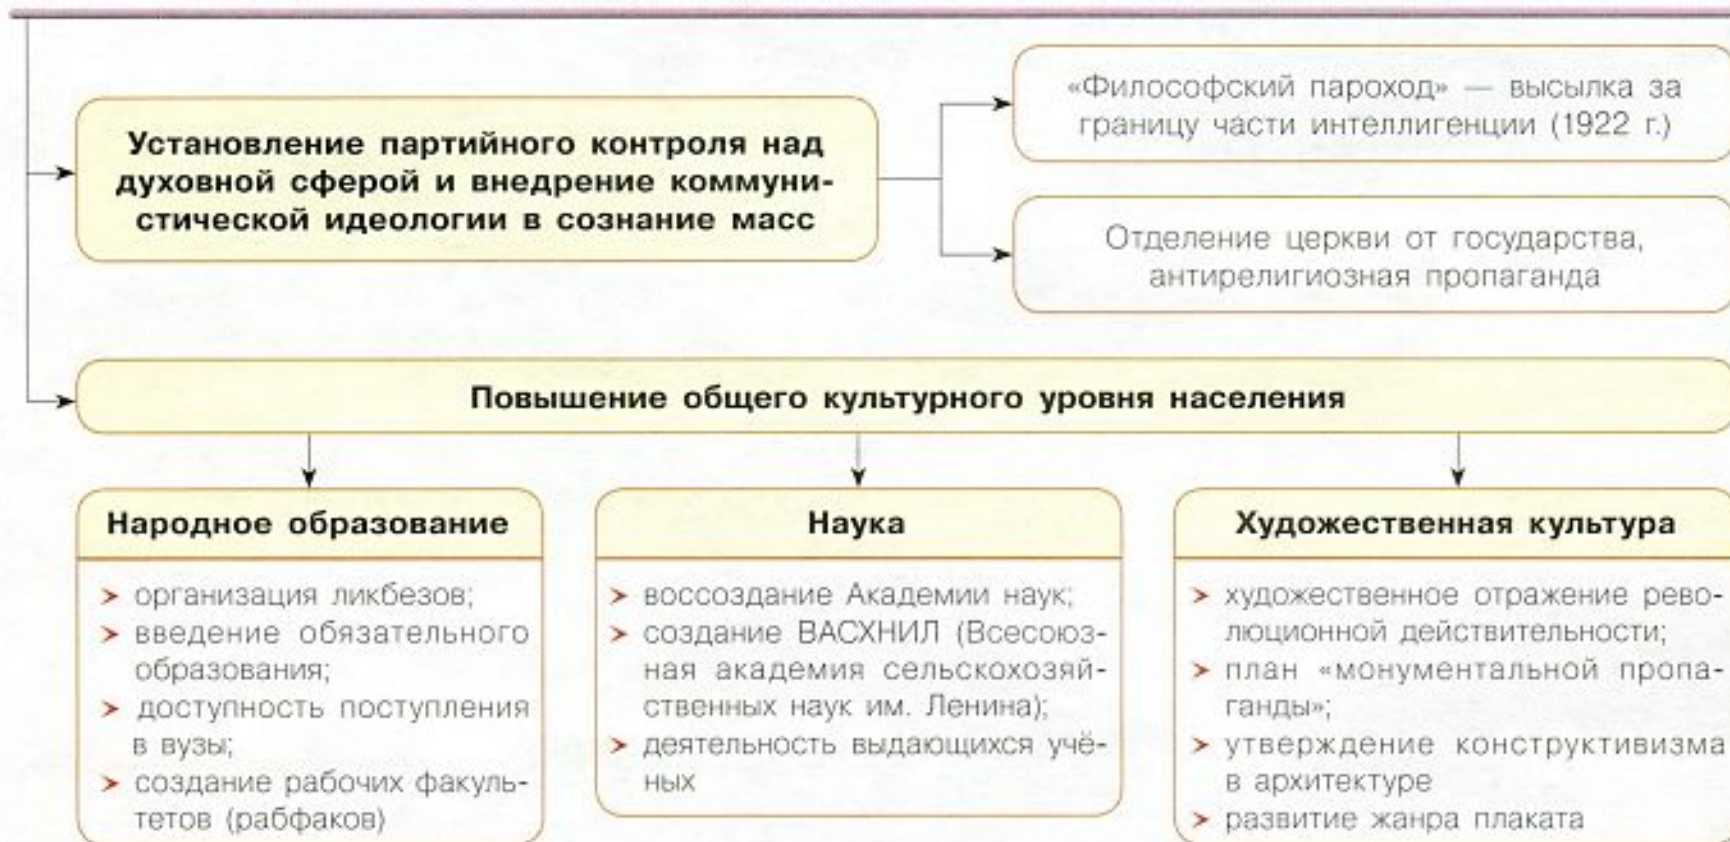 «Философский пароход» — высылка за
границу части интеллигенции (1922 г.)
Установление партийного контроля над
духовной сферой и внедрение коммуни-
стической идеологии в сознание масс
Отделение церкви от государства,
антирелигиозная пропаганда
Повышение общего культурного уровня населения
Народное образование
➤ организация ликбезов;
➤ введение обязательного
образования;
➤ доступность поступления
в вузы;
➤ создание рабочих факуль-
тетов (рабфаков)
Наука
➤ воссоздание Академии наук;
➤ создание ВАСХНИЛ (Всесоюз-
ная академия сельскохозяй-
ственных наук им. Ленина);
➤ деятельность выдающихся учё-
ных
Художественная культура
➤ художественное отражение рево-
люционной действительности;
➤ план «монументальной пропа-
ганды»;
➤ утверждение конструктивизма
в архитектуре
➤ развитие жанра плаката